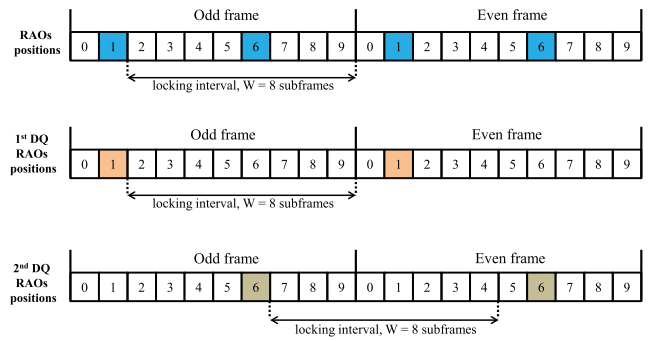 Odd frame Even frame
RAOs positions 0 1 2 3 4 5 6 7 8 9 0 1 2 3 4 5 6 7 8 9
locking interval, W = 8 subframes
Odd frame Even frame
1st DQ RAOs positions 0 1 2 3 4 5 6 7 8 9 0 1 2 3 4 5 6 7 8 9
locking interval, W = 8 subframes
Odd frame Even frame
2nd DQ RAOs positions 0 1 2 3 4 5 6 7 8 9 0 1 2 3 4 5 6 7 8 9
locking interval, W = 8 subframes